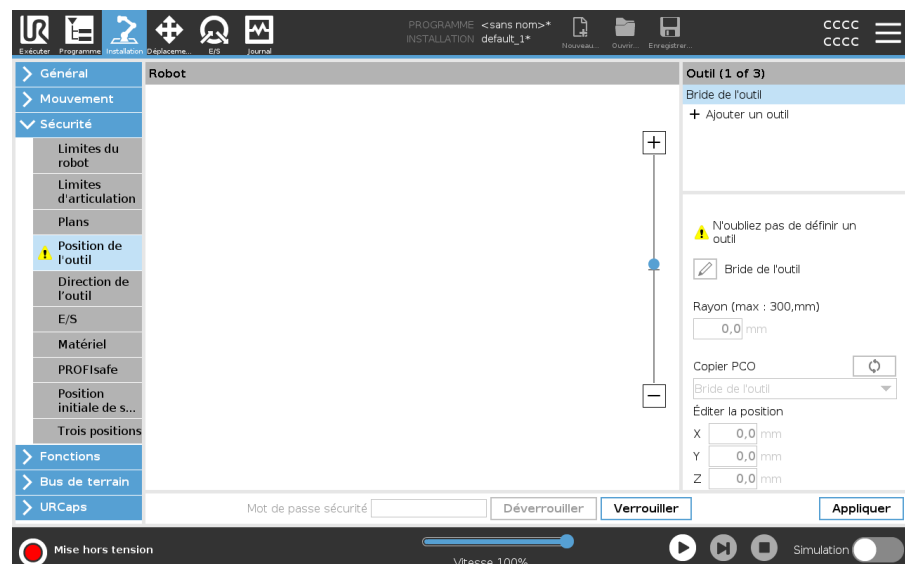 PROGRAMME <sans nom>*
INSTALLATION default_1*
Exécuter
Programme
Installation
Déplaceme...
E/S
Journal
Nouveau...
Ouvrir...
Enregistrer...
CCCC
CCCC
Général
Mouvement
Sécurité
Limites du
robot
Limites
d'articulation
Plans
Position de
l'outil
Direction de
l'outil
E/S
Matériel
PROFIsafe
Position
initiale de s...
Trois positions
Fonctions
Bus de terrain
URCaps
Robot
Outil (1 of 3)
Bride de l'outil
+ Ajouter un outil
N'oubliez pas de définir un
outil
Bride de l'outil
Rayon (max : 300,mm)
0,0 mm
Copier PCO
Bride de l'outil
Éditer la position
X 0,0 mm
Y 0,0 mm
Z 0,0 mm
Mot de passe sécurité
Déverrouiller
Verrouiller
Appliquer
Mise hors tension
Vitesse 100%
Simulation